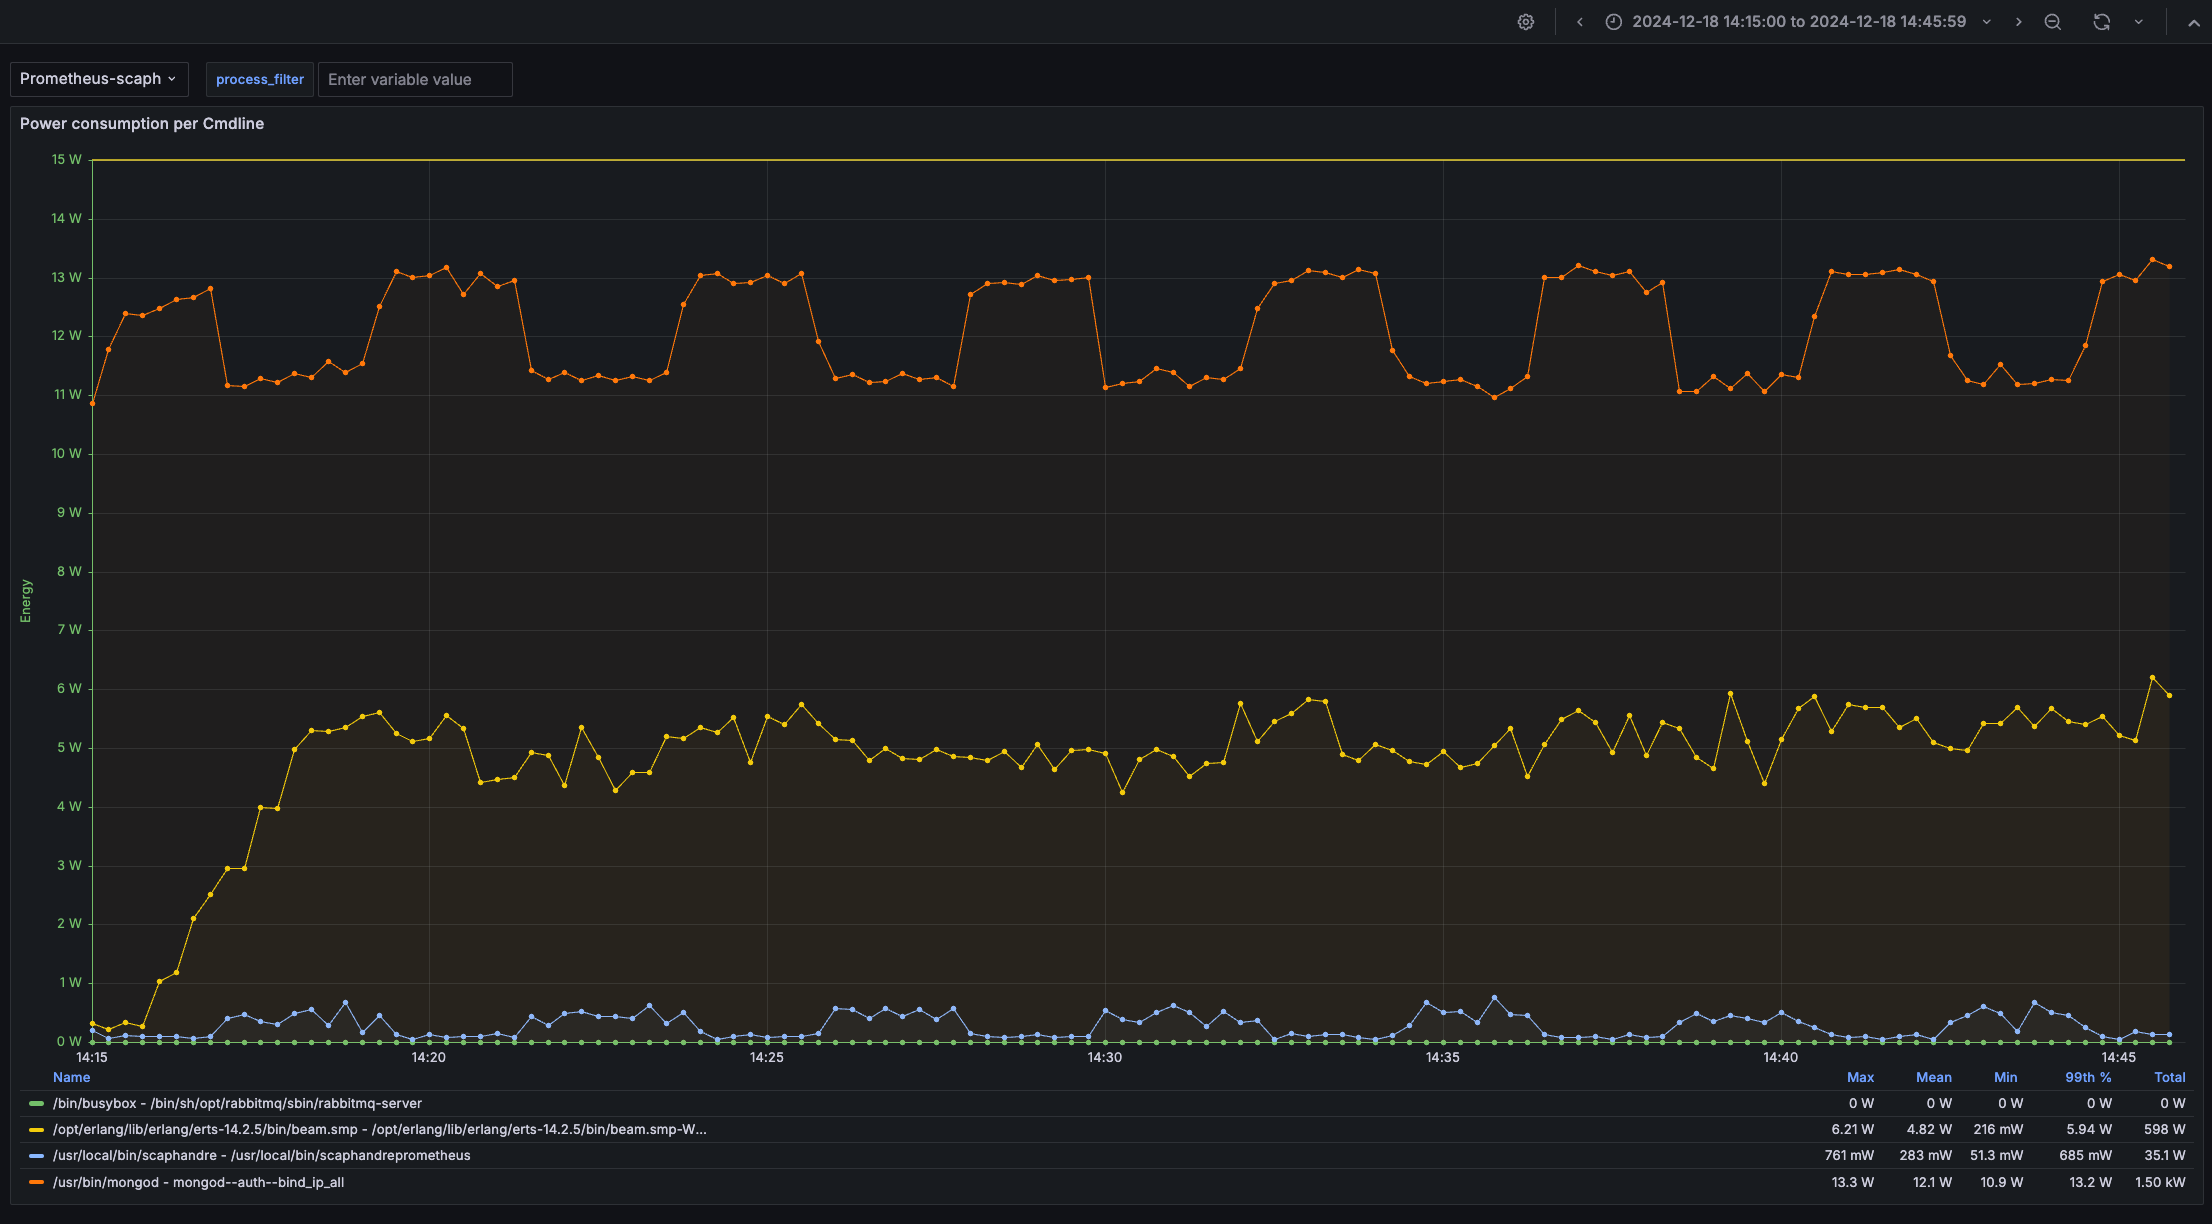 2024-12-18 14:15:00 to 2024-12-18 14:45:59
Prometheus-scaph process_filter Enter variable value
Power consumption per Cmdline
15 W
14 W
13 W
12 W
11 W
10 W
9 W
8 W
7 W
6 W
5 W
4 W
3 W
2 W
1 W
0 W
Energy
14:15 14:20 14:25 14:30 14:35 14:40 14:45
Name Max Mean Min 99th % Total
/bin/busybox - /bin/sh/opt/rabbitmq/sbin/rabbitmq-server 0 W 0 W 0 W 0 W 0 W
/opt/erlang/lib/erlang/erts-14.2.5/bin/beam.smp - /opt/erlang/lib/erlang/erts-14.2.5/bin/beam.smp-W... 6.21 W 4.82 W 216 mW 5.94 W 598 W
/usr/local/bin/scaphandre - /usr/local/bin/scaphandreprometheus 761 mW 283 mW 51.3 mW 685 mW 35.1 W
/usr/bin/mongod - mongod--auth--bind_ip_all 13.3 W 12.1 W 10.9 W 13.2 W 1.50 kW